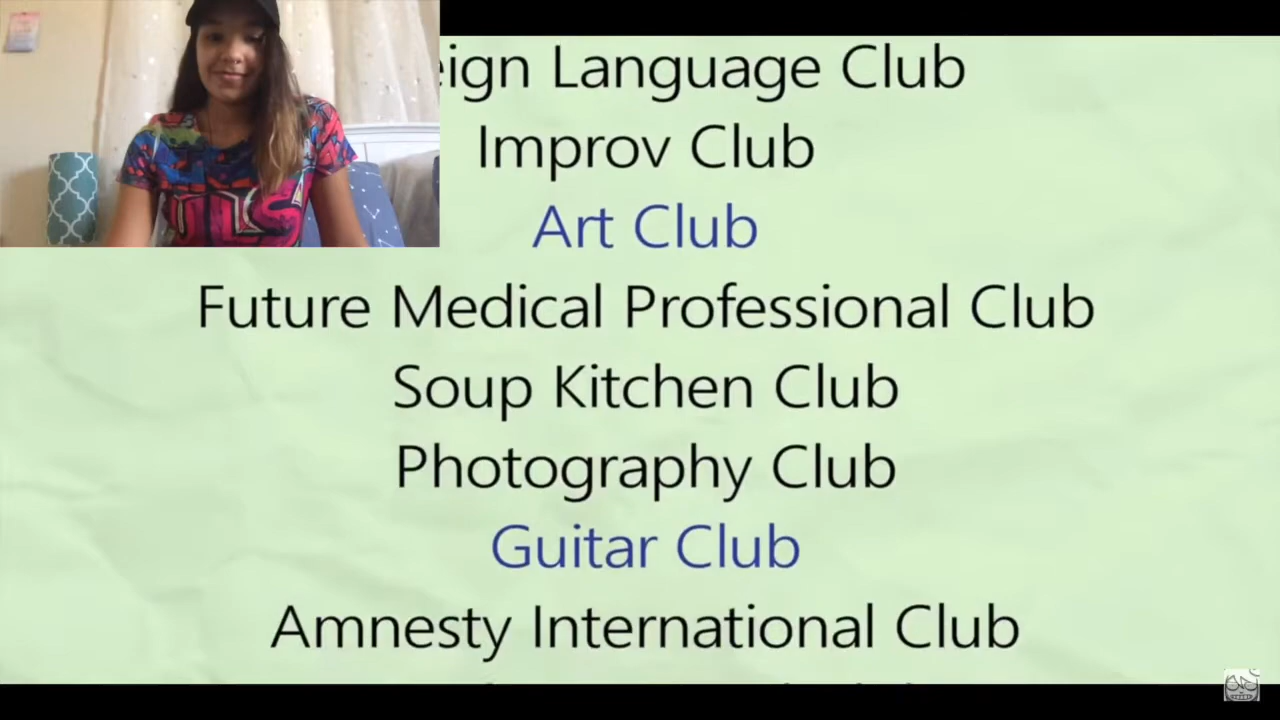 eign Language Club
Improv Club
Art Club
Future Medical Professional Club
Soup Kitchen Club
Photography Club
Guitar Club
Amnesty International Club